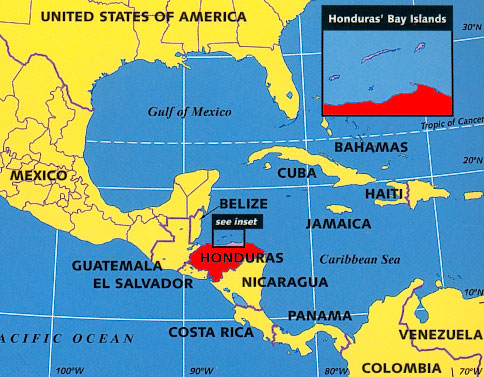 UNITED STATES OF AMERICA
Honduras' Bay Islands
30°N
Gulf of Mexico
Tropic of Cancer
BAHAMAS
MEXICO
CUBA
20°N
HAITI
BELIZE
see inset
JAMAICA
HONDURAS
Caribbean Sea
GUATEMALA
EL SALVADOR
NICARAGUA
10°N
PANAMA
COSTA RICA
ACIFIC OCEAN
VENEZUELA
COLOMBIA
100°W
90°W
80°W
70°W